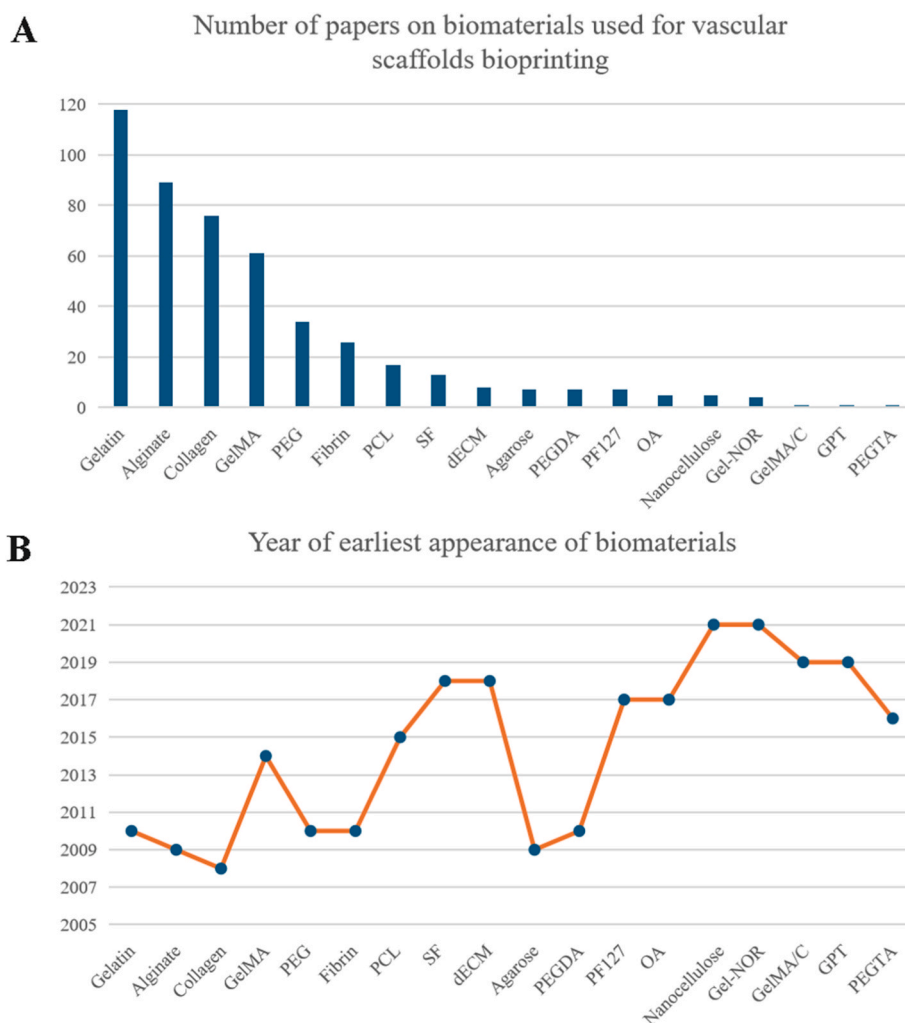 A
Number of papers on biomaterials used for vascular
scaffolds bioprinting
120
100
80
60
40
20
0
Gelatin
Alginate
Collagen
GelMA
PEG
Fibrin
PCL
SF
dECM
Agarose
PEGDA
PF127
OA
Nanocellulose
Gel-NOR
GelMA/C
GPT
PEGTA
B
Year of earliest appearance of biomaterials
2023
2021
2019
2017
2015
2013
2011
2009
2007
2005
Gelatin
Alginate
Collagen
GelMA
PEG
Fibrin
PCL
SF
dECM
Agarose
PEGDA
PF127
OA
Nanocellulose
Gel-NOR
GelMA/C
GPT
PEGTA